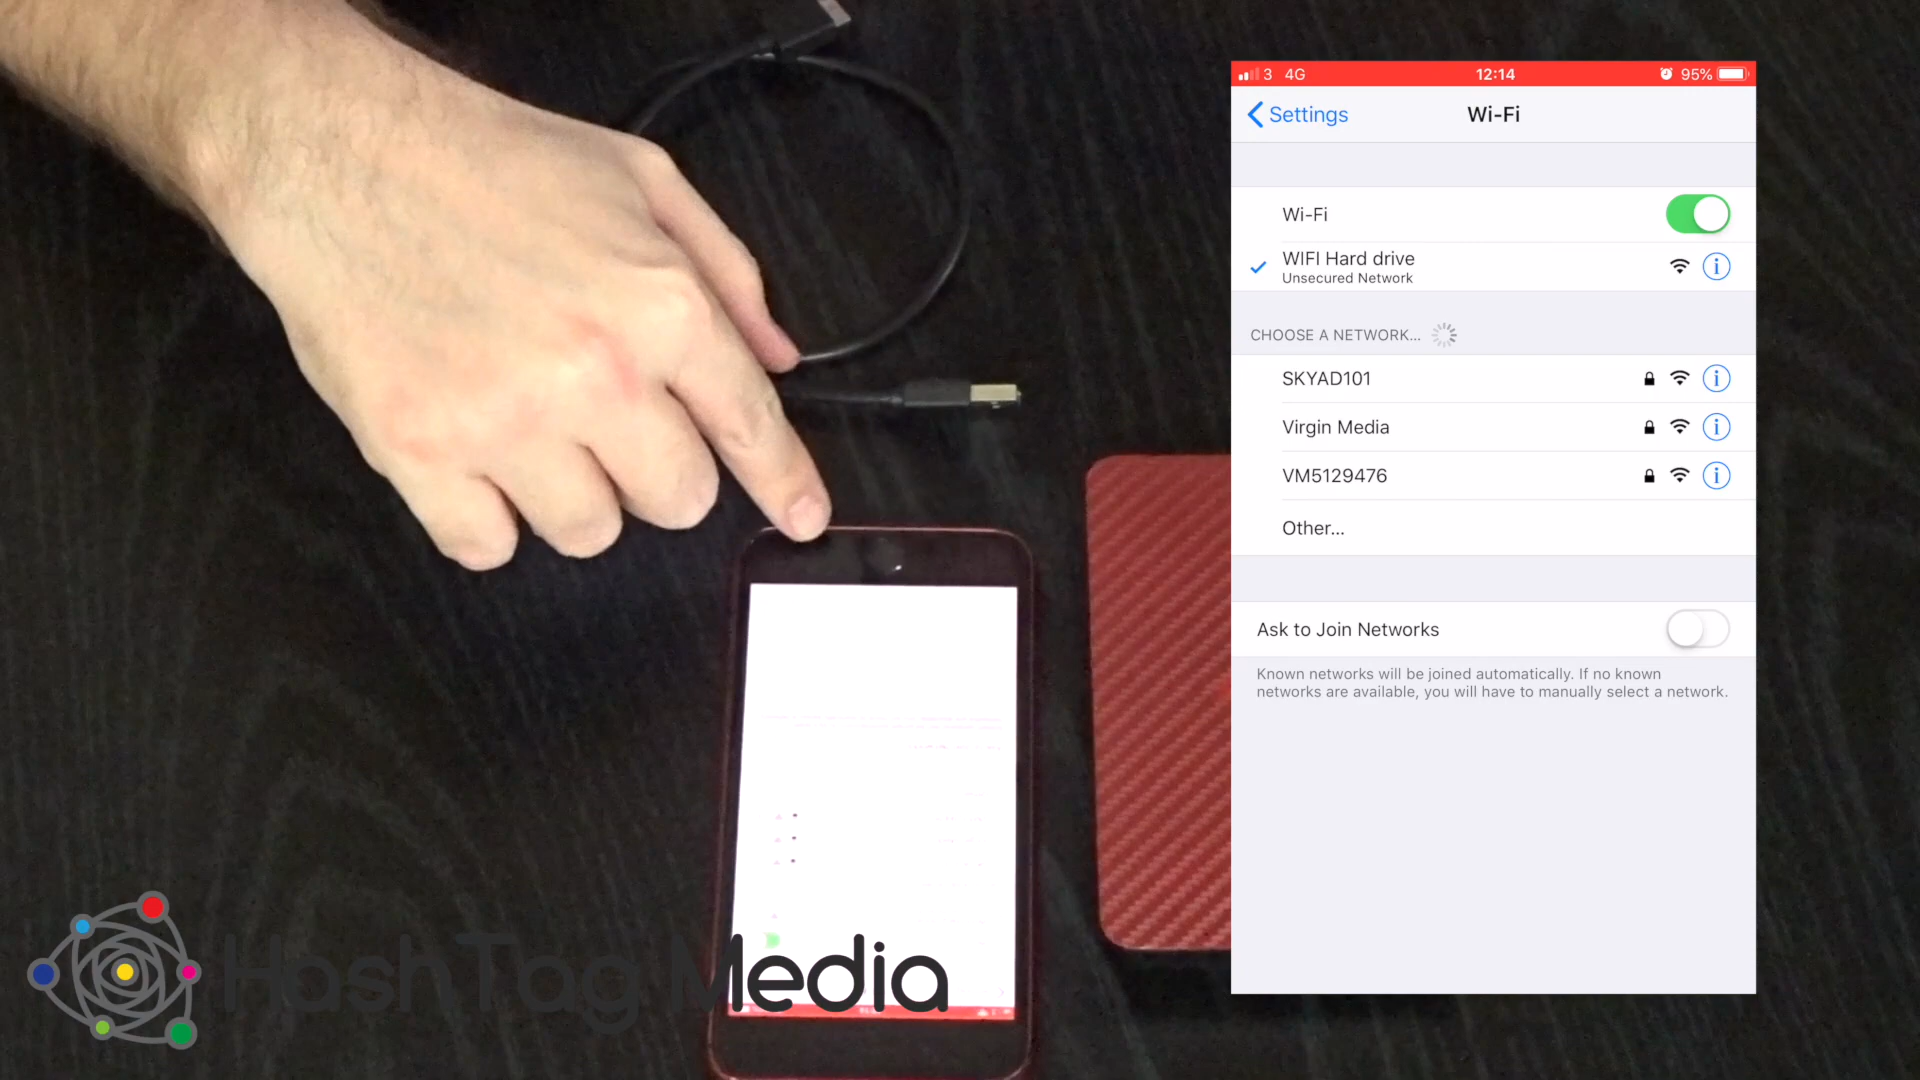 3 4G 12:14 95%
Settings Wi-Fi
Wi-Fi
WIFI Hard drive
Unsecured Network
CHOOSE A NETWORK...
SKYAD101
Virgin Media
VM5129476
Other...
Ask to Join Networks
Known networks will be joined automatically. If no known
networks are available, you will have to manually select a network.
HashTag Media